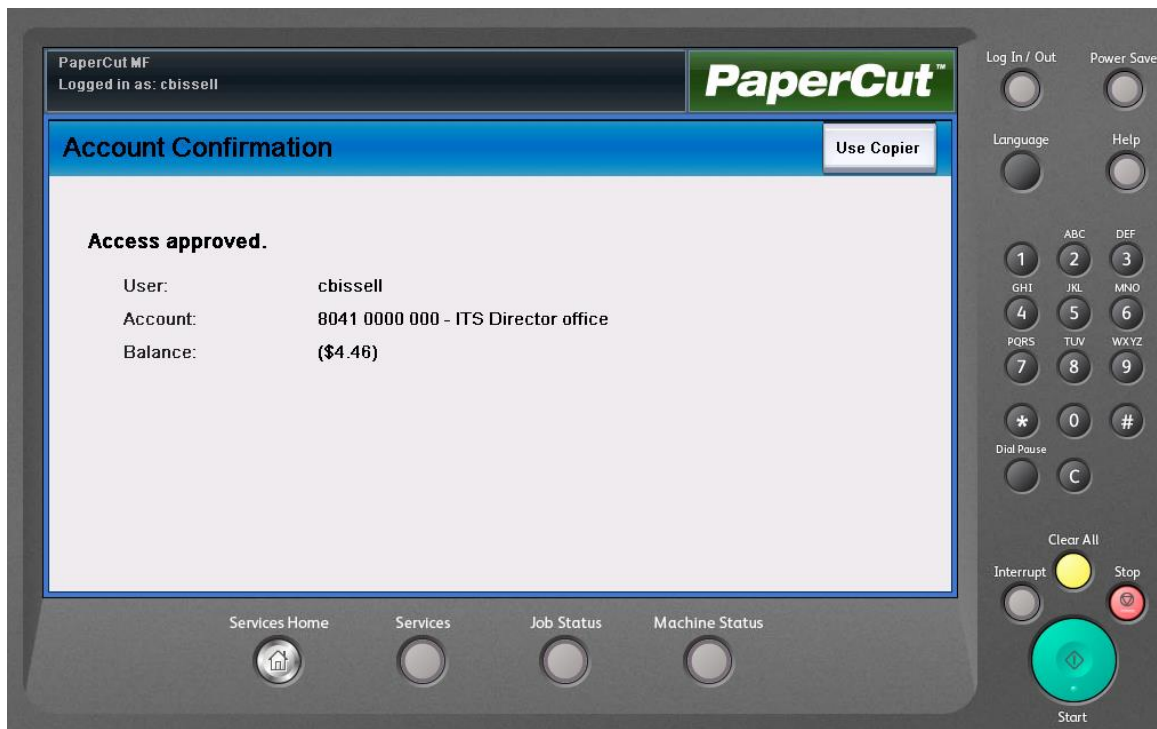 PaperCut MF
Logged in as: cbissell
PaperCut™
Account Confirmation
Use Copier
Access approved.
User: cbissell
Account: 8041 0000 000 - ITS Director office
Balance: ($4.46)
Services Home
Services
Job Status
Machine Status
Log In / Out
Power Save
Language
Help
ABC DEF
1 2 3
GHI JKL MNO
4 5 6
PQRS TUV WXYZ
7 8 9
* 0 #
Dial Pause
C
Clear All
Interrupt
Stop
Start